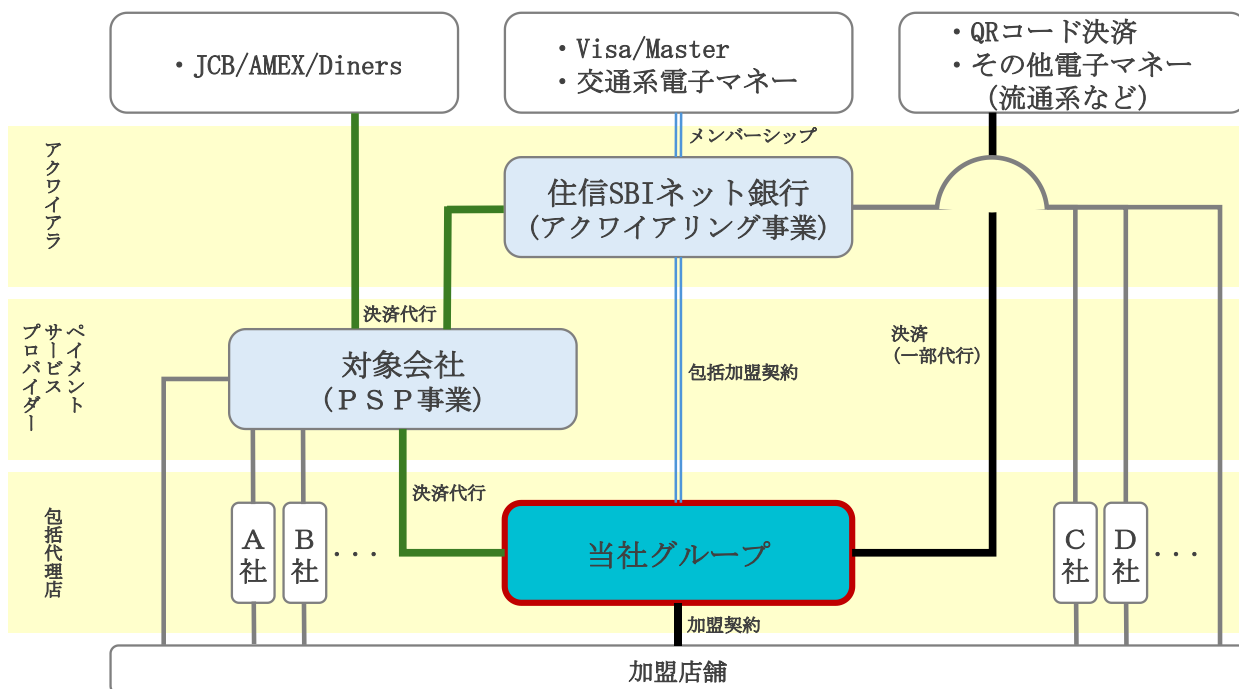 ・JCB/AMEX/Diners
・Visa/Master
・交通系電子マネー
・QRコード決済
・その他電子マネー
（流通系など）
アクワイアラ
メンバーシップ
住信SBIネット銀行
（アクワイアリング事業）
ペイメント
サービス
プロバイダー
決済代行
対象会社
（ＰＳＰ事業）
包括加盟契約
決済
（一部代行）
包括代理店
決済代行
Ａ社
Ｂ社
・・・
当社グループ
Ｃ社
Ｄ社
・・・
加盟契約
加盟店舗